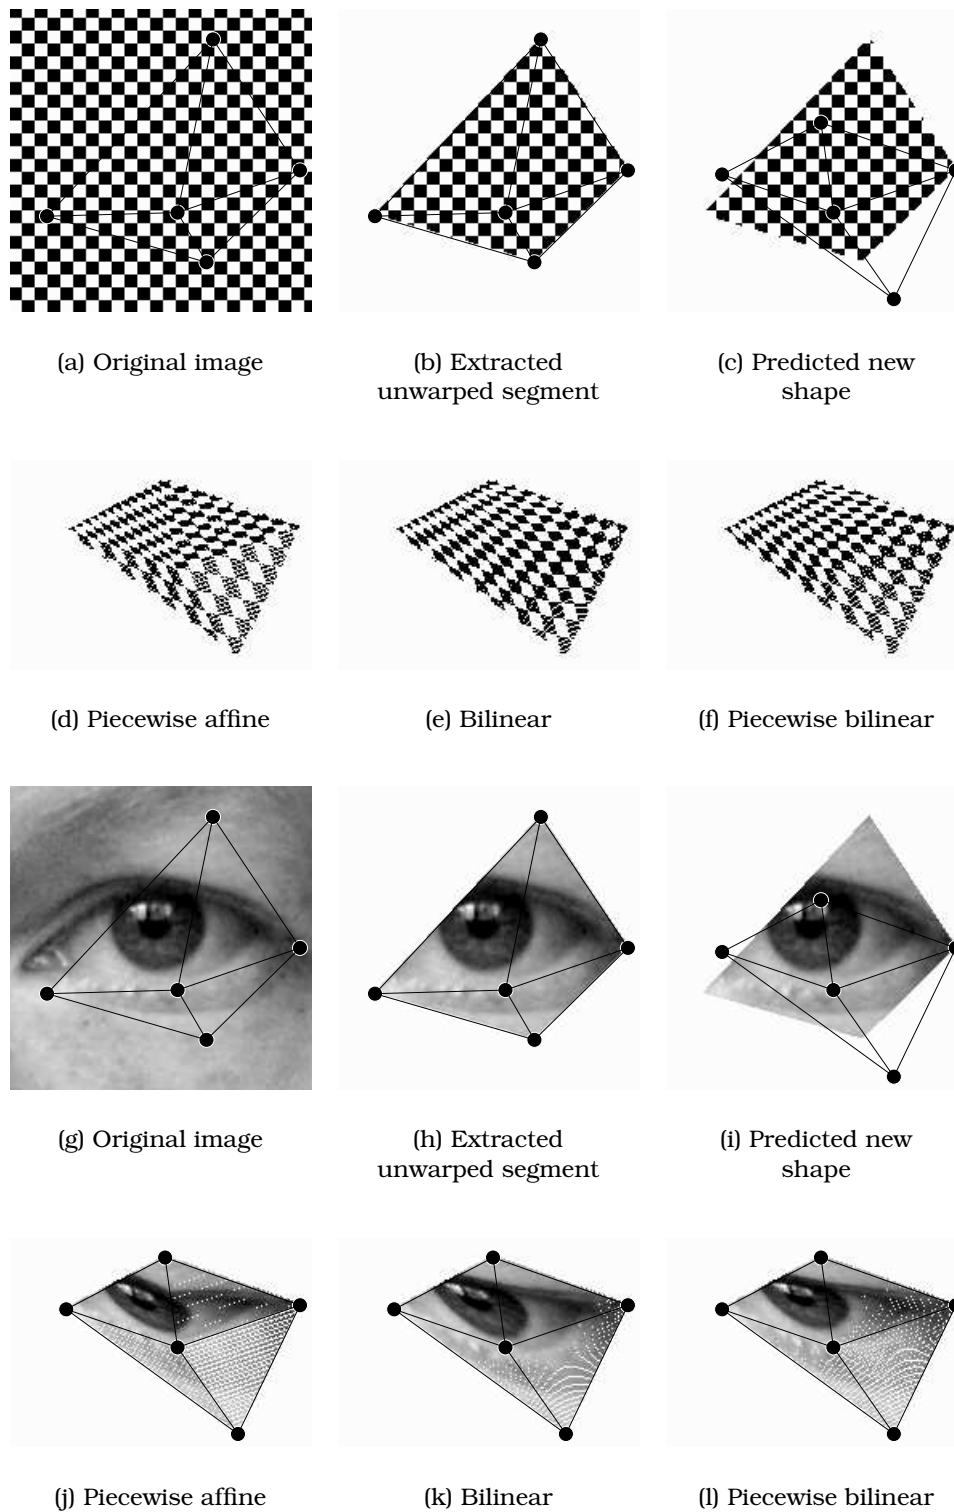 (a) Original image
(b) Extracted
unwarped segment
(c) Predicted new
shape
(d) Piecewise affine
(e) Bilinear
(f) Piecewise bilinear
(g) Original image
(h) Extracted
unwarped segment
(i) Predicted new
shape
(j) Piecewise affine
(k) Bilinear
(l) Piecewise bilinear